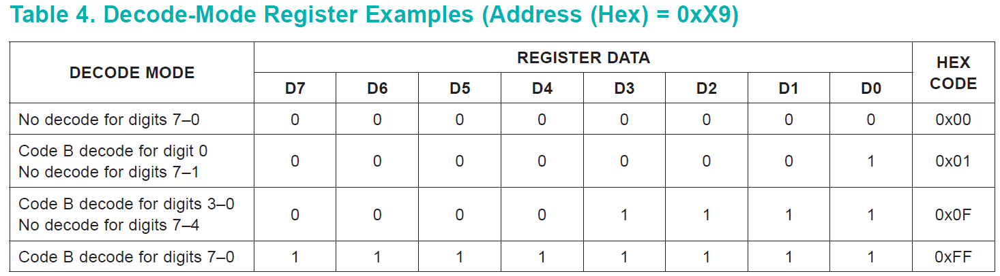 Table 4. Decode-Mode Register Examples (Address (Hex) = 0xX9)
DECODE MODE REGISTER DATA HEX CODE
D7 D6 D5 D4 D3 D2 D1 D0
No decode for digits 7–0 0 0 0 0 0 0 0 0 0x00
Code B decode for digit 0
No decode for digits 7–1 0 0 0 0 0 0 0 1 0x01
Code B decode for digits 3–0
No decode for digits 7–4 0 0 0 0 1 1 1 1 0x0F
Code B decode for digits 7–0 1 1 1 1 1 1 1 1 0xFF